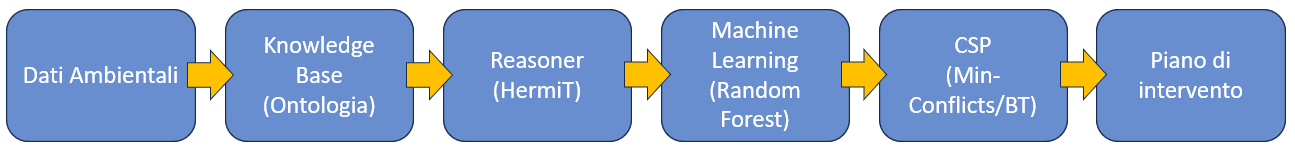 Dati Ambientali
Knowledge
Base
(Ontologia)
Reasoner
(HermiT)
Machine
Learning
(Random
Forest)
CSP
(Min-
Conflicts/BT)
Piano di
intervento